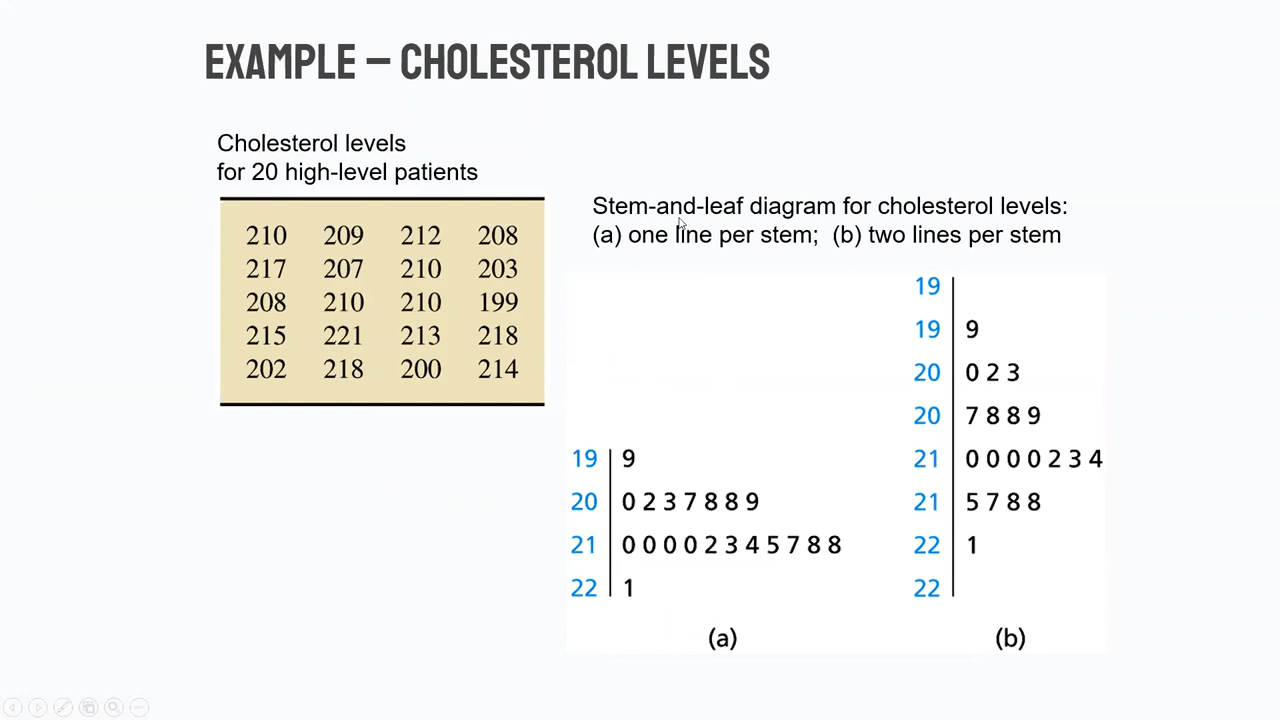 EXAMPLE – CHOLESTEROL LEVELS
Cholesterol levels
for 20 high-level patients
210 209 212 208
217 207 210 203
208 210 210 199
215 221 213 218
202 218 200 214
Stem-and-leaf diagram for cholesterol levels:
(a) one line per stem; (b) two lines per stem
19 9
20 0 2 3 7 8 8 9
21 0 0 0 0 2 3 4 5 7 8 8
22 1
(a)
19
19 9
20 0 2 3
20 7 8 8 9
21 0 0 0 0 2 3 4
21 5 7 8 8
22 1
22
(b)